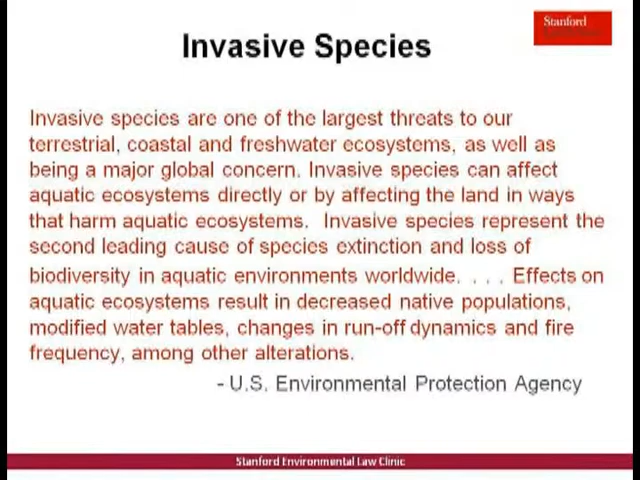 Invasive Species
Stanford
Invasive species are one of the largest threats to our
terrestrial, coastal and freshwater ecosystems, as well as
being a major global concern. Invasive species can affect
aquatic ecosystems directly or by affecting the land in ways
that harm aquatic ecosystems. Invasive species represent the
second leading cause of species extinction and loss of
biodiversity in aquatic environments worldwide. . . . Effects on
aquatic ecosystems result in decreased native populations,
modified water tables, changes in run-off dynamics and fire
frequency, among other alterations.
- U.S. Environmental Protection Agency
Stanford Environmental Law Clinic